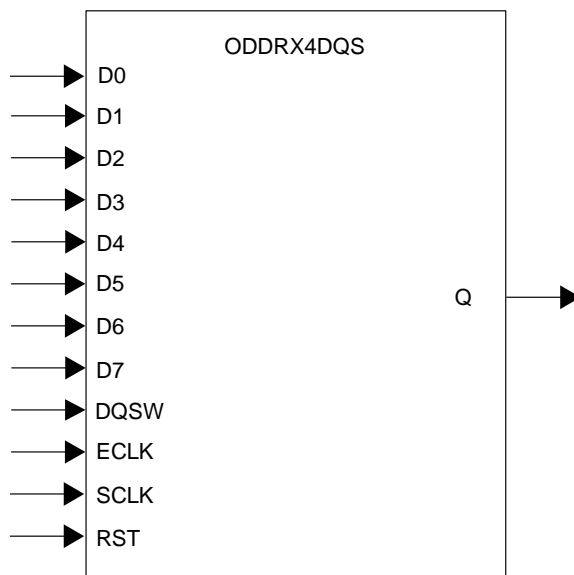 ODDRX4DQS
D0
D1
D2
D3
D4
D5
D6
D7
DQSW
ECLK
SCLK
RST
Q